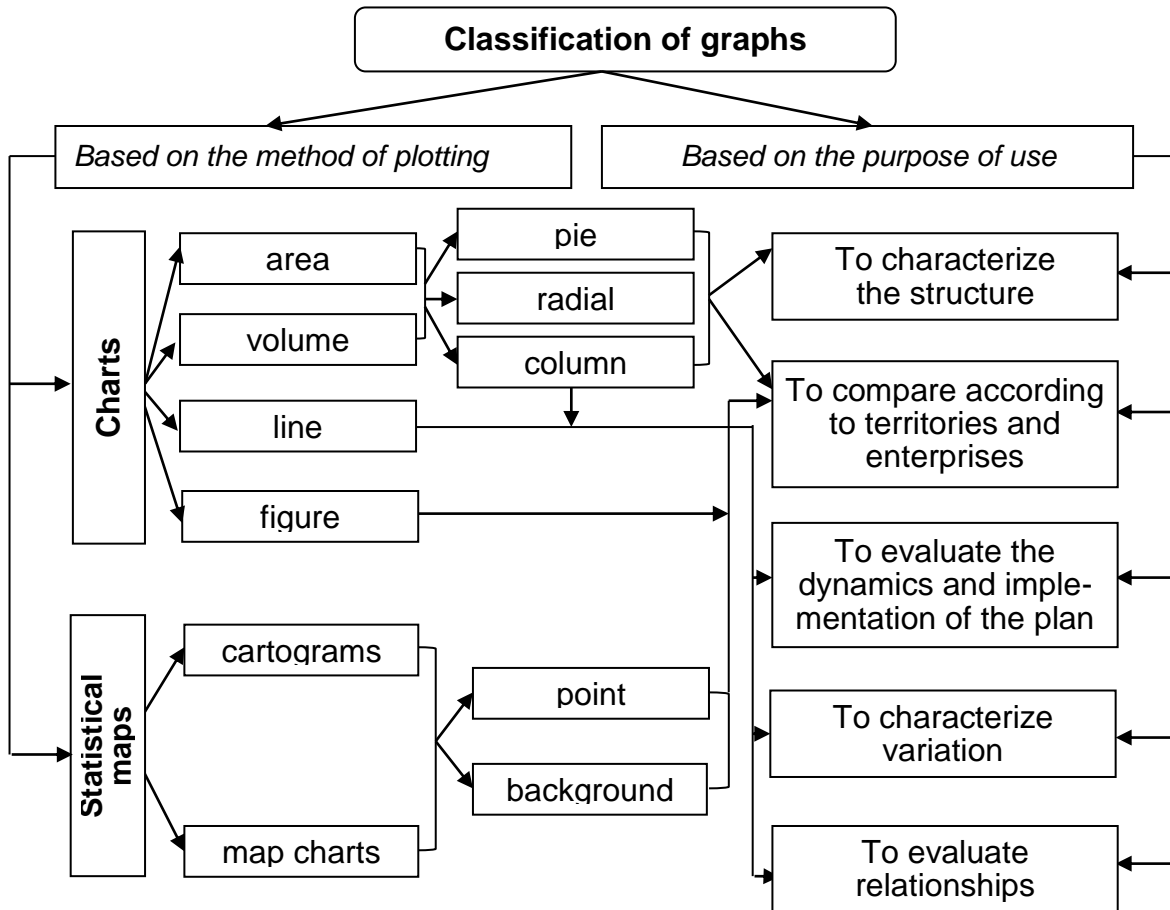 Classification of graphs
Based on the method of plotting
Based on the purpose of use
Charts
area
volume
line
figure
pie
radial
column
To characterize
the structure
To compare according
to territories and
enterprises
To evaluate the
dynamics and imple-
mentation of the plan
To characterize
variation
To evaluate
relationships
Statistical
maps
cartograms
map charts
point
background